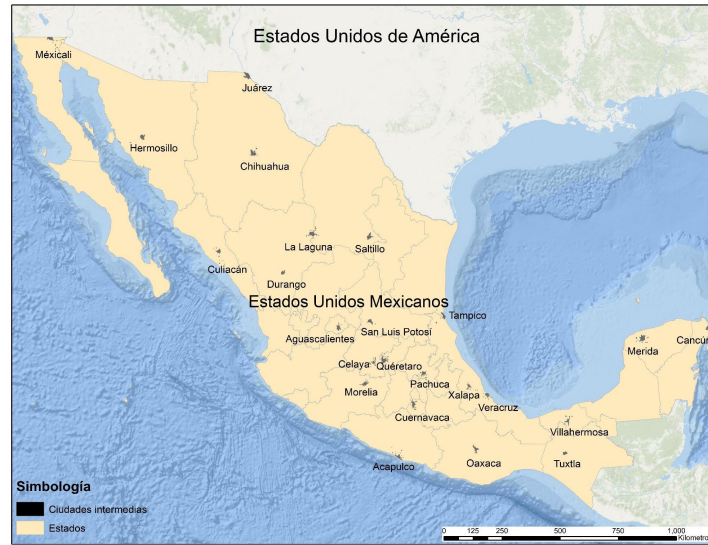 Estados Unidos de América
Méxicali
Juárez
Hermosillo
Chihuahua
La Laguna
Saltillo
Culiacán
Durango
Estados Unidos Mexicanos
Tampico
San Luis Potosí
Aguascalientes
Merida
Cancún
Celaya
Quéretaro
Pachuca
Morelia
Xalapa
Veracruz
Cuernavaca
Villahermosa
Acapulco
Oaxaca
Tuxtla
Simbología
Ciudades intermedias
Estados
0 125 250 500 750 1,000
Kilometro